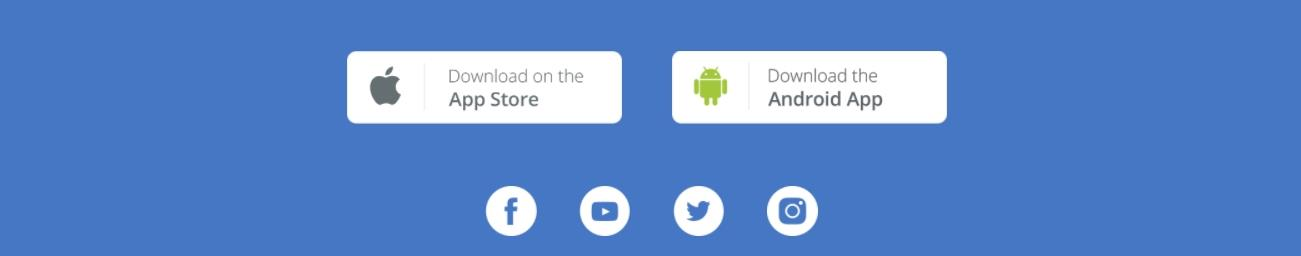 Download on the
App Store
Download the
Android App